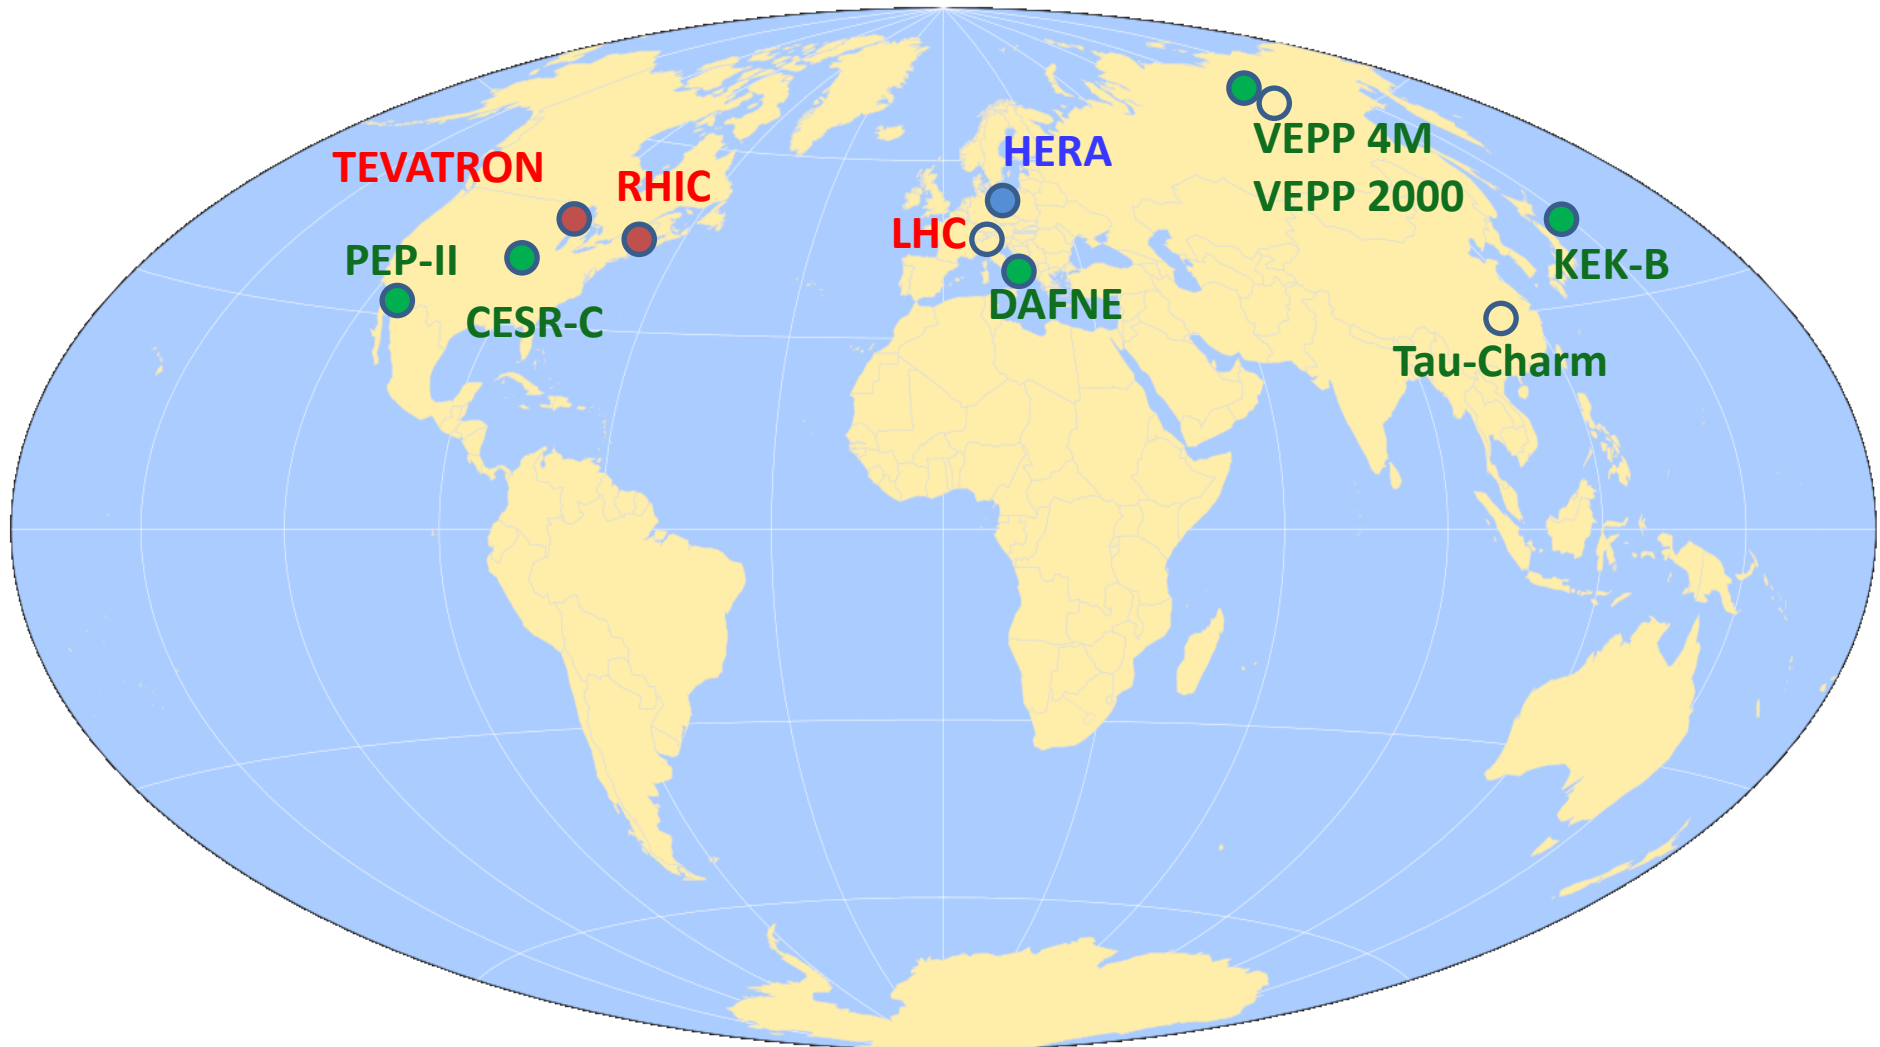 TEVATRON
RHIC
PEP-II
CESR-C
HERA
LHC
DAFNE
VEPP 4M
VEPP 2000
KEK-B
Tau-Charm